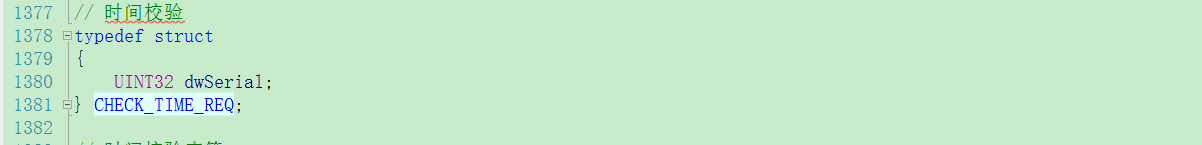 1377 // 时间校验
1378 typedef struct
1379 {
1380 UINT32 dwSerial;
1381 } CHECK_TIME_REQ;
1382